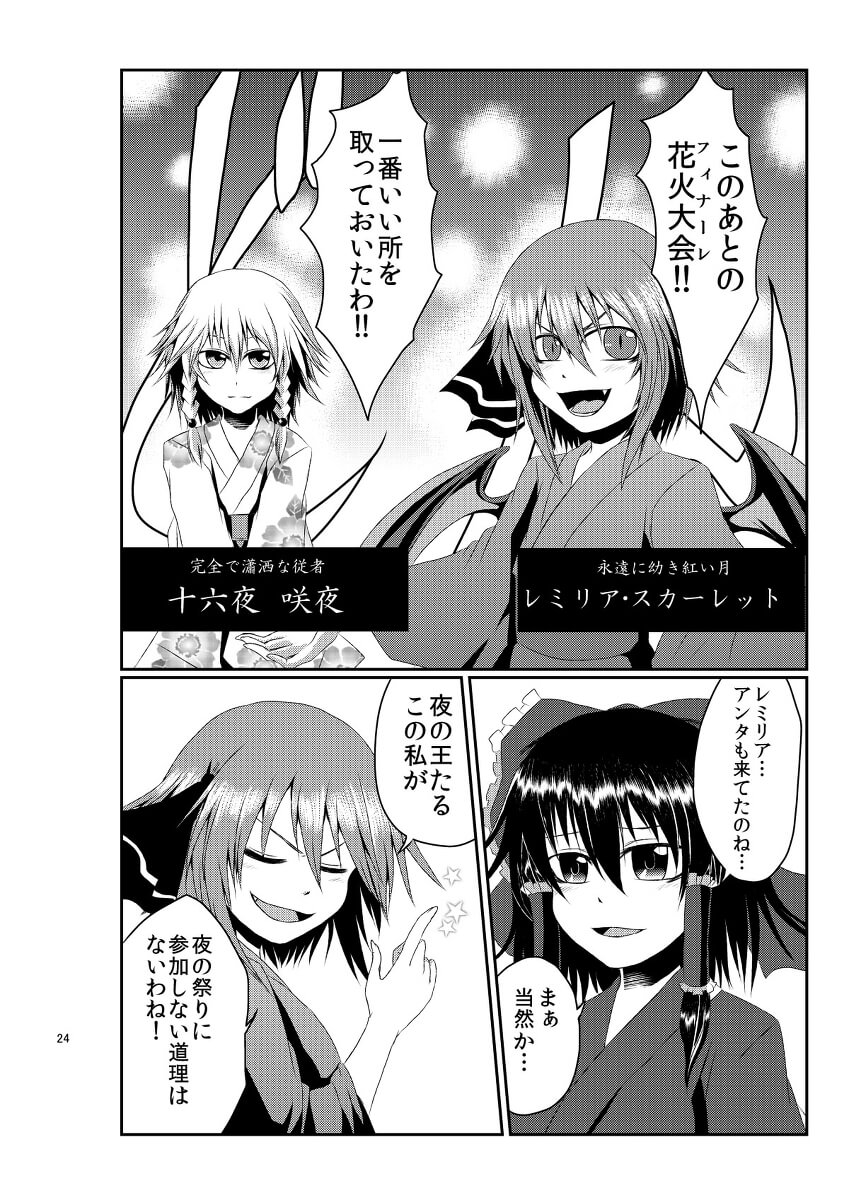 このあとの
花火大会!!
フィナーレ
一番いい所を
取っておいたわ!!
永遠に幼き紅い月
レミリア・スカーレット
完全で瀟洒な従者
十六夜 咲夜
レミリア…
アンタも来てたのね…
まぁ
当然か…
夜の王たる
この私が
夜の祭りに
参加しない道理は
ないわね!
24